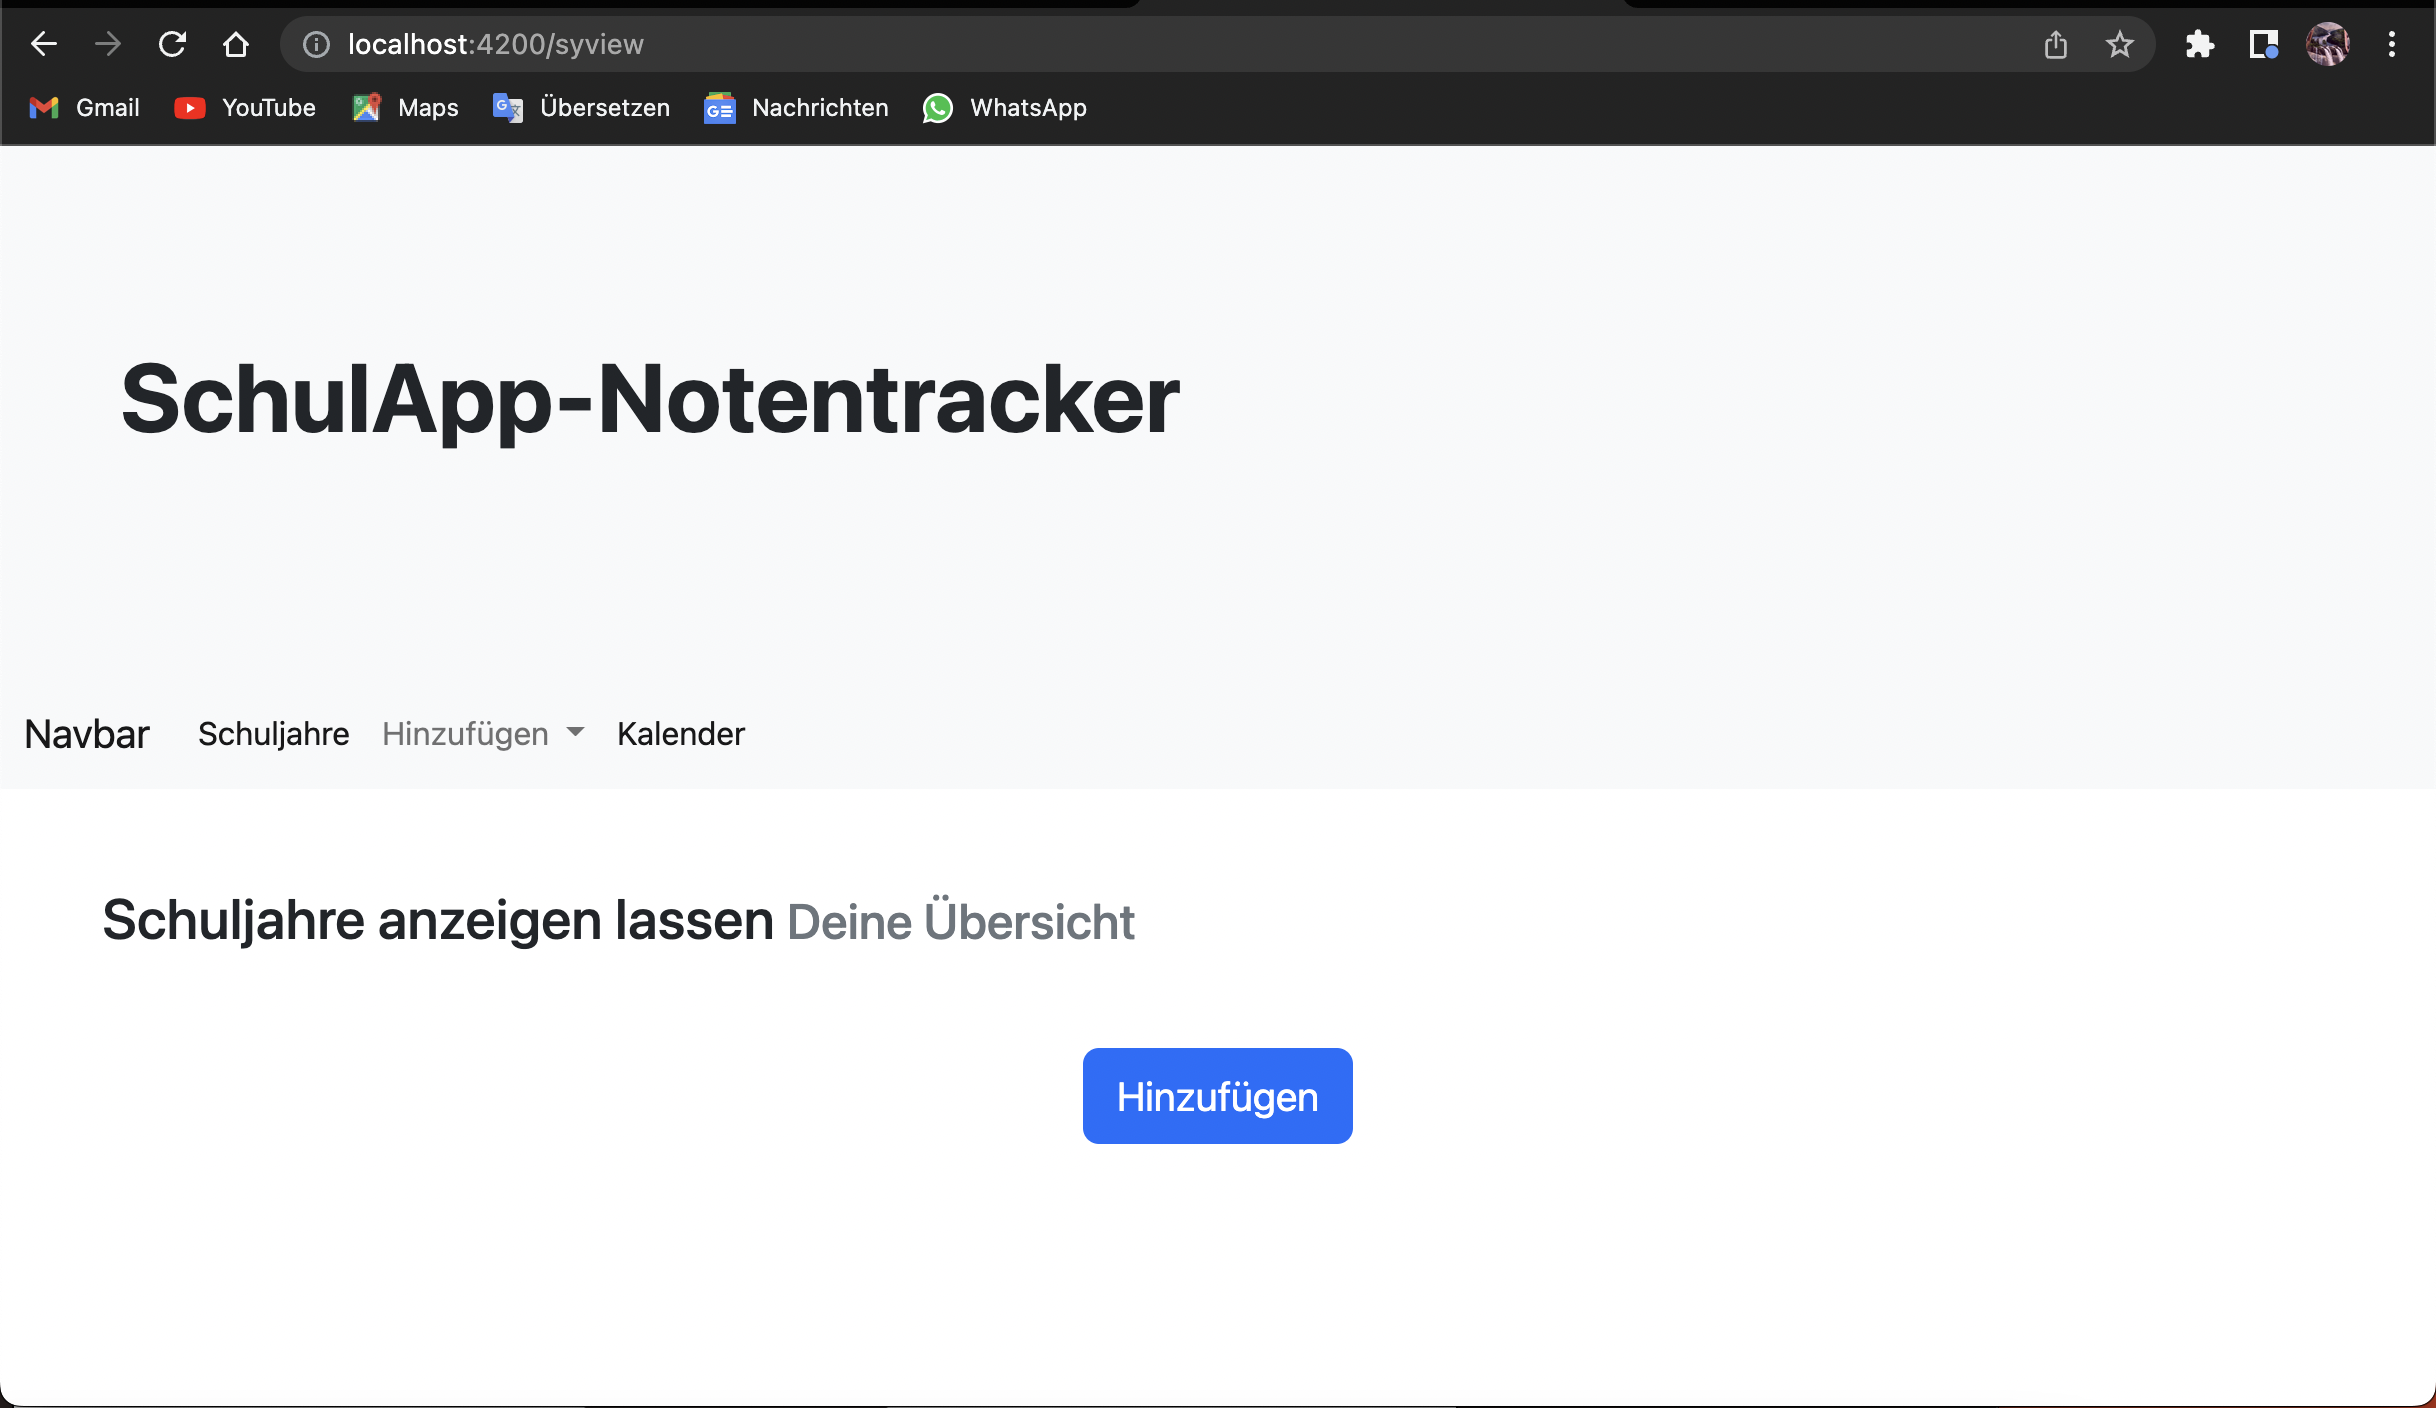 localhost:4200/syview
Gmail YouTube Maps Übersetzen Nachrichten WhatsApp
SchulApp-Notentracker
Navbar Schuljahre Hinzufügen Kalender
Schuljahre anzeigen lassen Deine Übersicht
Hinzufügen